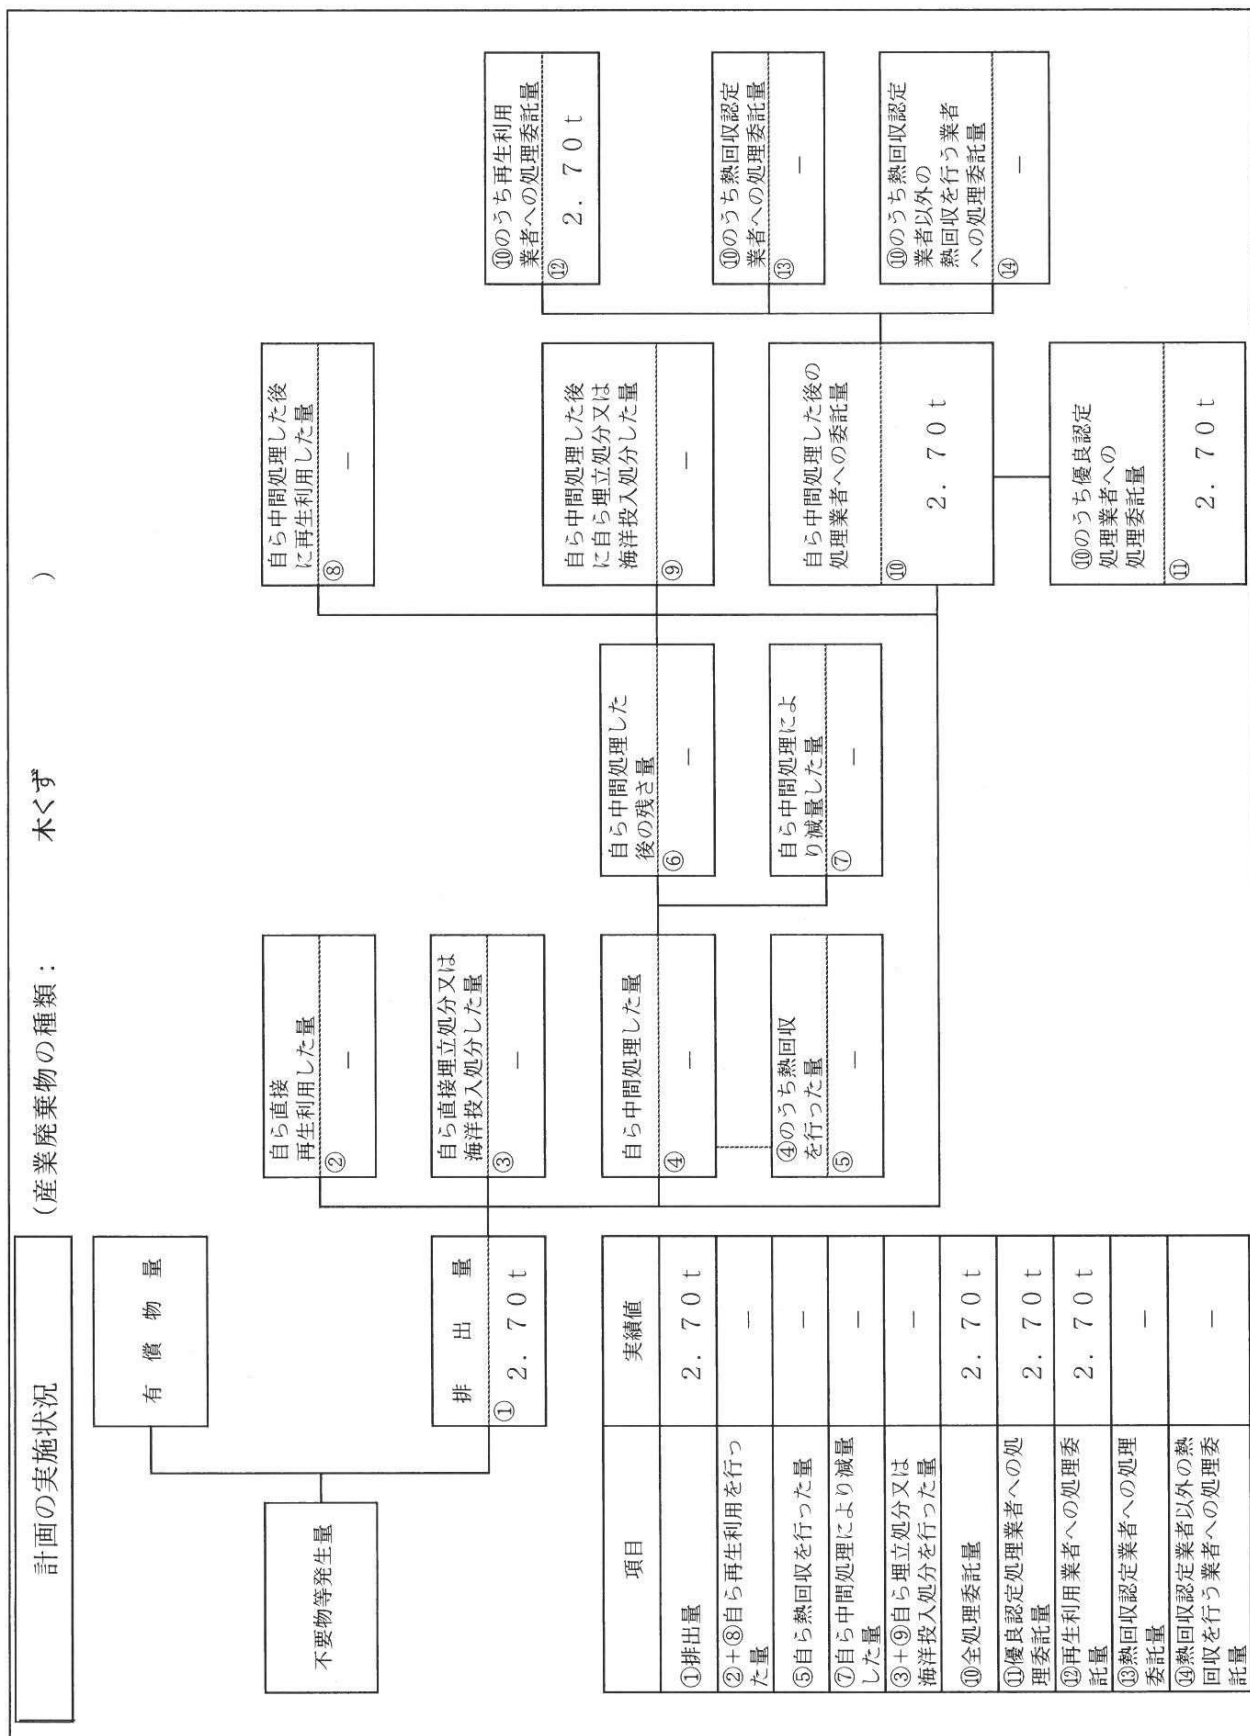 計画の実施状況
（産業廃棄物の種類： 木くず ）
不要物等発生量
有償物量
排出量
① 2．70t
自ら直接
再生利用した量
② －
自ら直接埋立処分又は
海洋投入処分した量
③ －
自ら中間処理した量
④ －
④のうち熱回収
を行った量
⑤ －
自ら中間処理した
後の残さ量
⑥ －
自ら中間処理によ
り減量した量
⑦ －
自ら中間処理した後
に再生利用した量
⑧ －
自ら中間処理した後
に自ら埋立処分又は
海洋投入処分した量
⑨ －
自ら中間処理した後の
処理業者への委託量
⑩ 2．70t
⑩のうち優良認定
処理業者への
処理委託量
⑪ 2．70t
⑩のうち再生利用
業者への処理委託量
⑫ 2．70t
⑩のうち熱回収認定
業者への処理委託量
⑬ －
⑩のうち熱回収認定
業者以外の
熱回収を行う業者
への処理委託量
⑭ －
項目 実績値
①排出量 2．70t
②+⑧自ら再生利用を行っ
た量 －
⑤自ら熱回収を行った量 －
⑦自ら中間処理により減量
した量 －
③+⑨自ら埋立処分又は
海洋投入処分を行った量 －
⑩全処理委託量 2．70t
⑪優良認定処理業者への処
理委託量 2．70t
⑫再生利用業者への処理委
託量 2．70t
⑬熱回収認定業者への処理
委託量 －
⑭熱回収認定業者以外の熱
回収を行う業者への処理委
託量 －